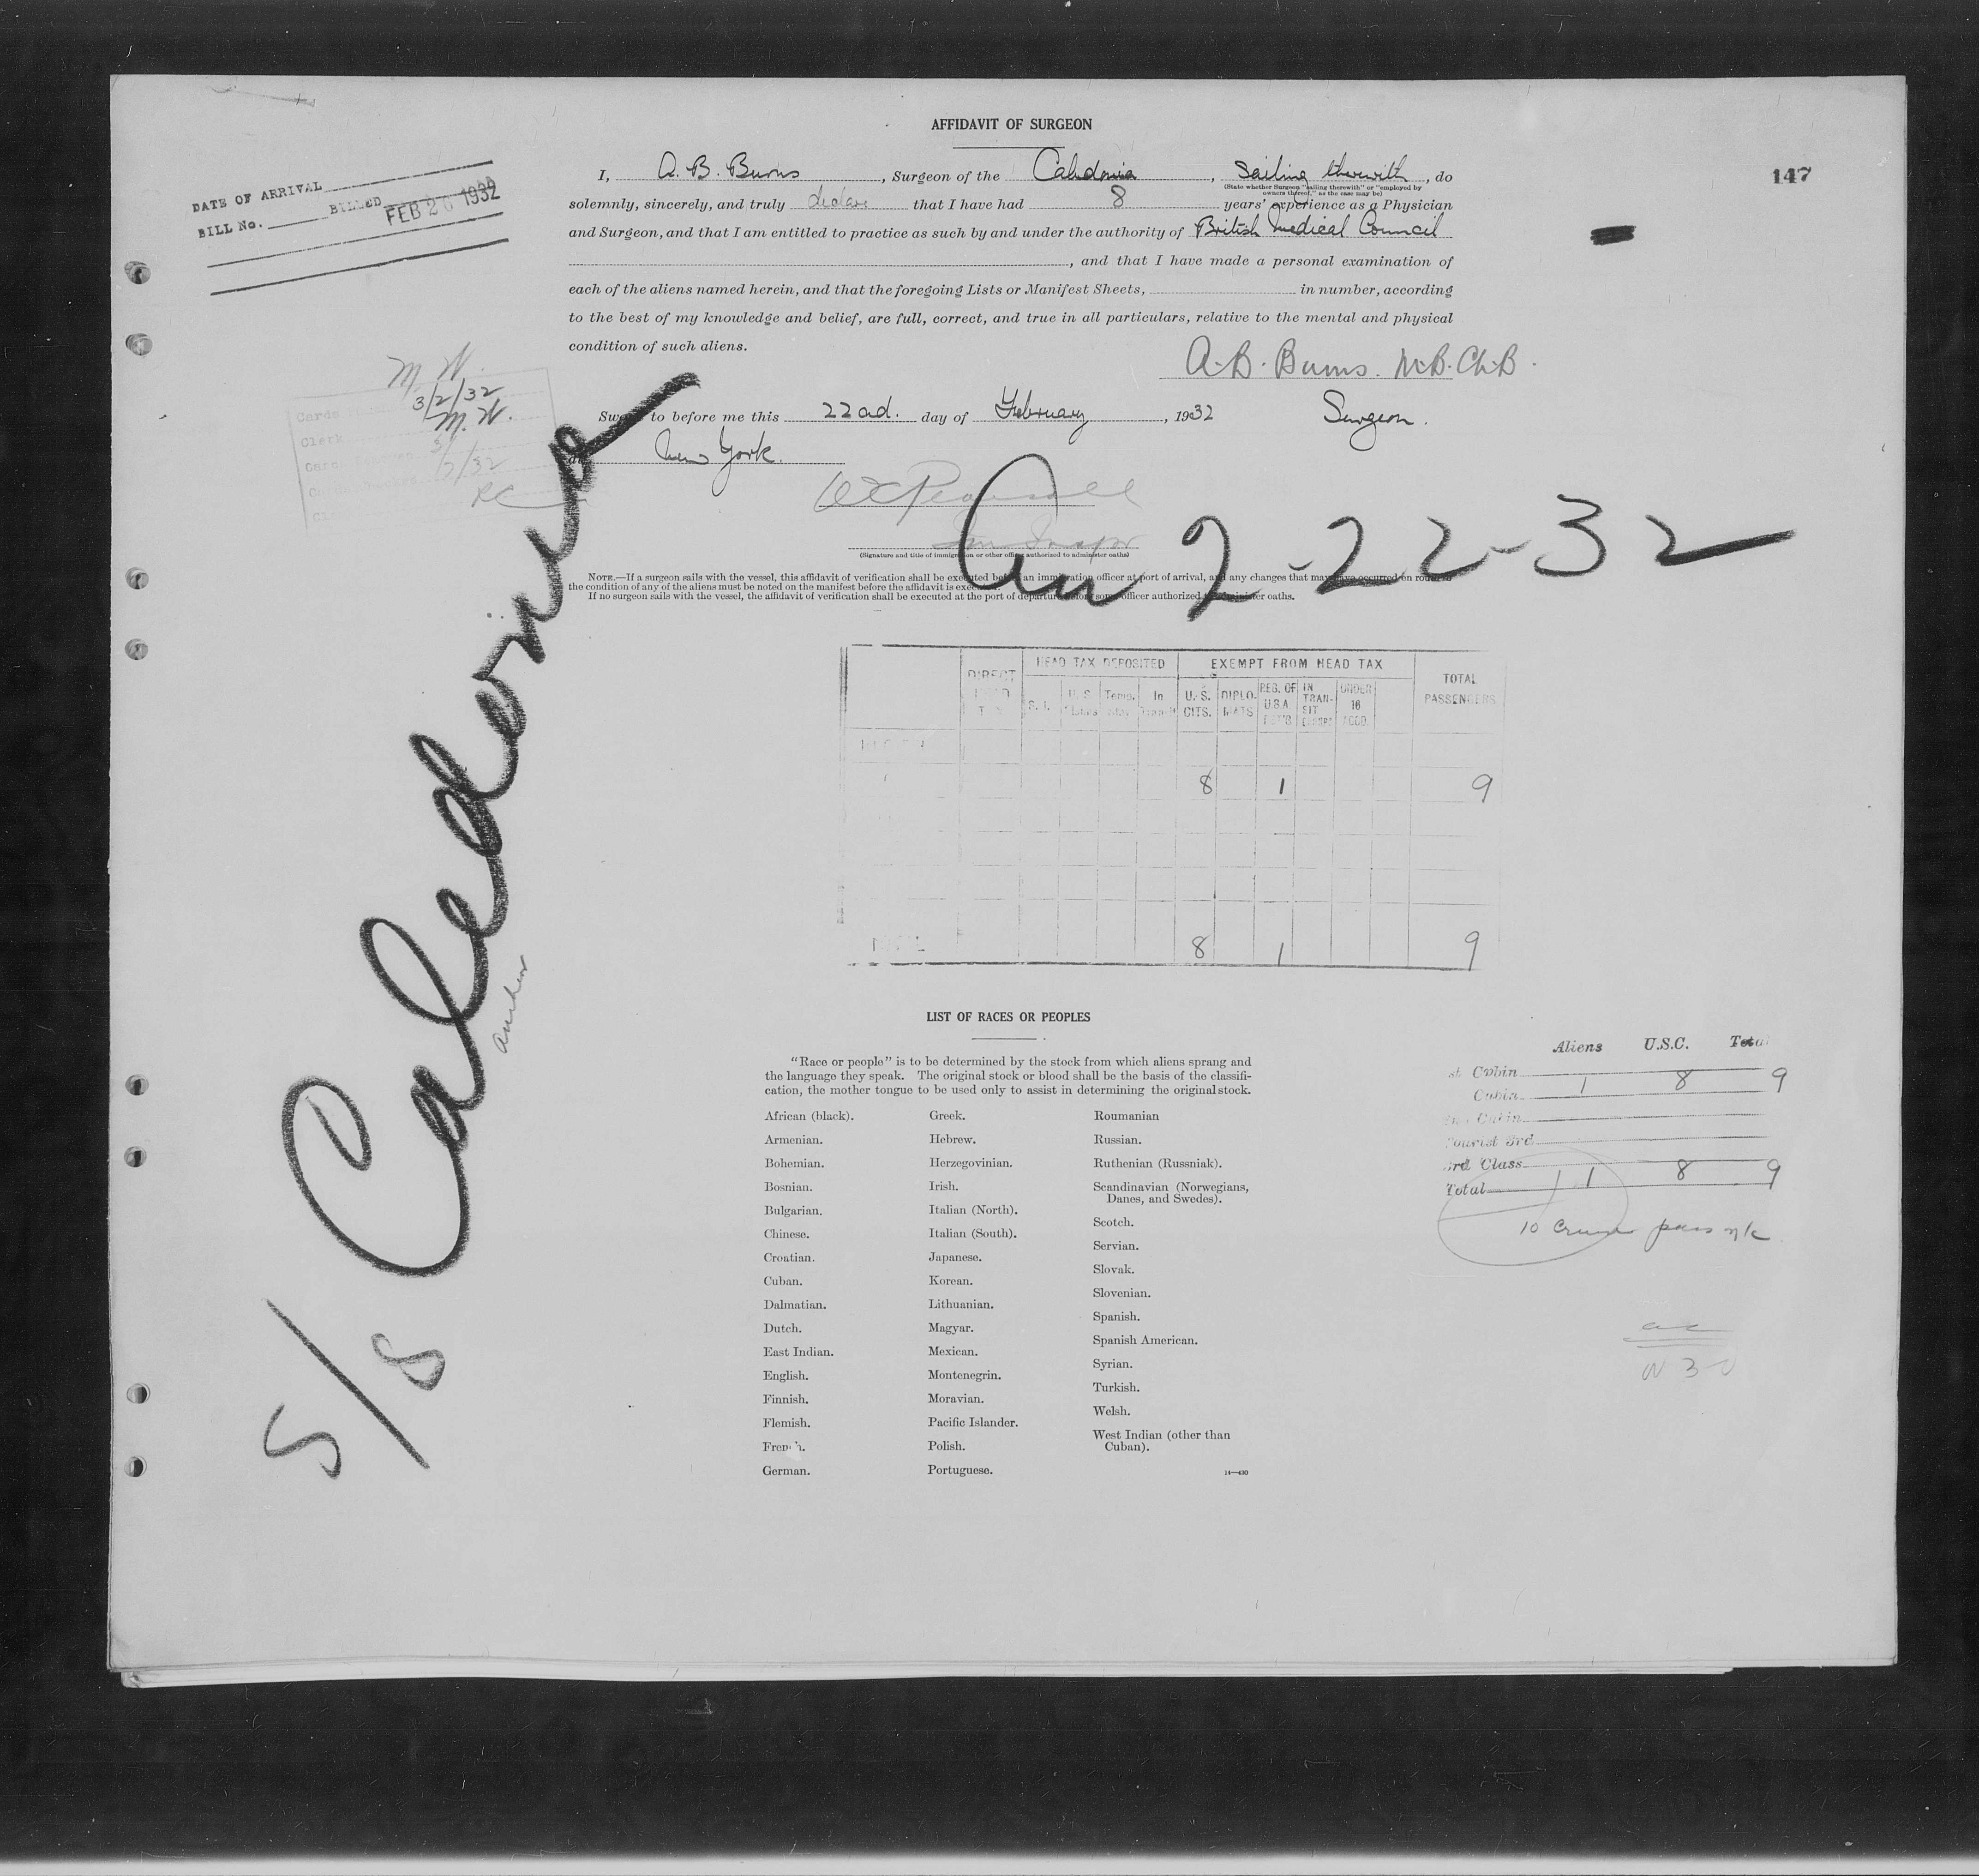 AFFIDAVIT OF SURGEON
147
I, A. B. Burns, Surgeon of the Caledonia, Sailing therewith, do
(State whether Surgeon "sailing therewith" or "employed by
owners thereof," as the case may be)
solemnly, sincerely, and truly declare that I have had 8 years' experience as a Physician
and Surgeon, and that I am entitled to practice as such by and under the authority of British Medical Council
, and that I have made a personal examination of
each of the aliens named herein, and that the foregoing Lists or Manifest Sheets, in number, according
to the best of my knowledge and belief, are full, correct, and true in all particulars, relative to the mental and physical
condition of such aliens.
A. B. Burns. M.B. Ch.B.
Surgeon.
Sworn to before me this 22nd. day of February, 1932
at New York.
(Signature and title of immigration or other officer authorized to administer oaths)
NOTE.—If a surgeon sails with the vessel, this affidavit of verification shall be executed before an immigration officer at port of arrival, and any changes that may have occurred en route in
the condition of any of the aliens must be noted on the manifest before the affidavit is executed.
If no surgeon sails with the vessel, the affidavit of verification shall be executed at the port of departure before some officer authorized to administer oaths.
DATE OF ARRIVAL
BILL No. BILLED FEB 26 1932
M. W.
3/2/32
M. W.
Clerk
S/S Caledonia
Anchor
Arr 2-22-32
DIRECT HEAD TAX
HEAD TAX DEPOSITED
EXEMPT FROM HEAD TAX
TOTAL PASSENGERS
S. I.
In Transit
U. S. CITS.
DIPLOMATS
RES. OF U.S.A. RET'G
IN TRANSIT
UNDER 16 ACCD.
8 1 9
TOTAL 8 1 9
LIST OF RACES OR PEOPLES
"Race or people" is to be determined by the stock from which aliens sprang and
the language they speak. The original stock or blood shall be the basis of the classifi-
cation, the mother tongue to be used only to assist in determining the original stock.
African (black).
Armenian.
Bohemian.
Bosnian.
Bulgarian.
Chinese.
Croatian.
Cuban.
Dalmatian.
Dutch.
East Indian.
English.
Finnish.
Flemish.
French.
German.
Greek.
Hebrew.
Herzegovinian.
Irish.
Italian (North).
Italian (South).
Japanese.
Korean.
Lithuanian.
Magyar.
Mexican.
Montenegrin.
Moravian.
Pacific Islander.
Polish.
Portuguese.
Roumanian
Russian.
Ruthenian (Russniak).
Scandinavian (Norwegians,
Danes, and Swedes).
Scotch.
Servian.
Slovak.
Slovenian.
Spanish.
Spanish American.
Syrian.
Turkish.
Welsh.
West Indian (other than
Cuban).
14—430
Aliens U.S.C. Total
st Cabin 1 8 9
Cabin
Cabin
Tourist 3rd
3rd Class
Total 1 8 9